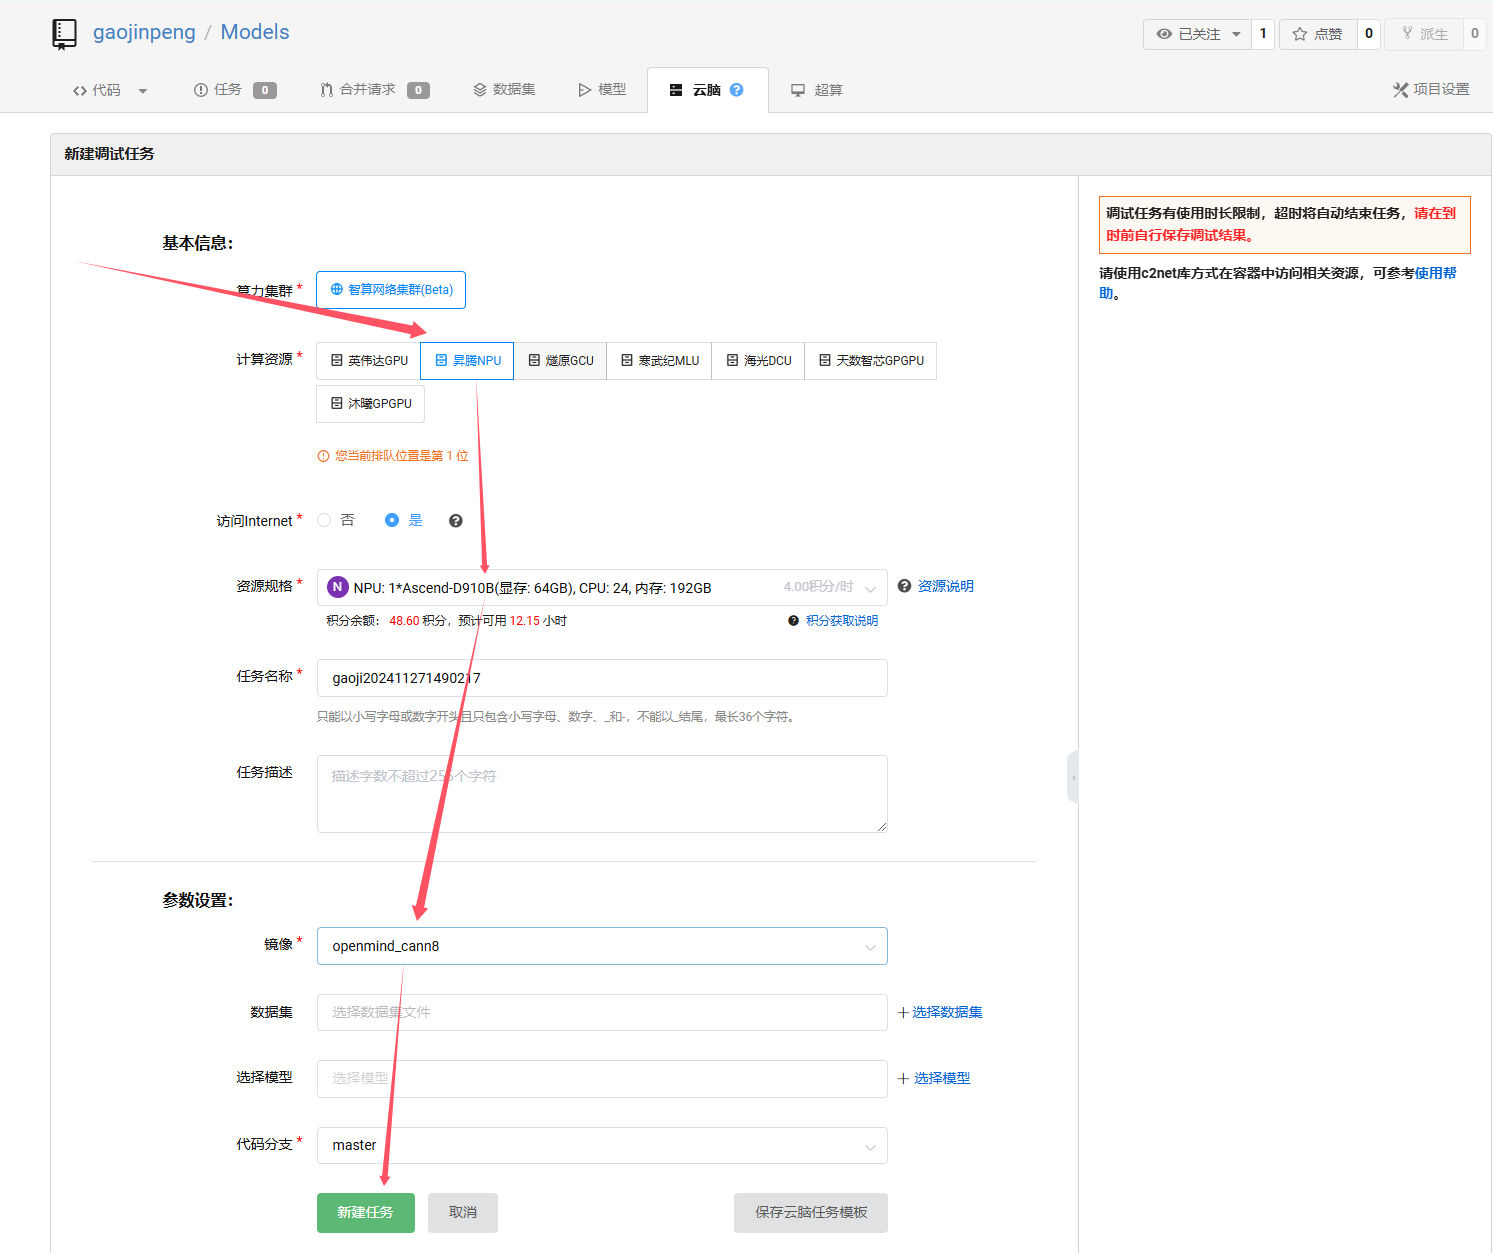 gaojinpeng / Models
已关注 1 点赞 0 派生 0
代码 任务 0 合并请求 0 数据集 模型 云脑 超算 项目设置
新建调试任务
调试任务有使用时长限制，超时将自动结束任务，请在到
时前自行保存调试结果。
请使用c2net库方式在容器中访问相关资源，可参考使用帮
助。
基本信息：
算力集群 * 智算网络集群(Beta)
计算资源 * 英伟达GPU 昇腾NPU 燧原GCU 寒武纪MLU 海光DCU 天数智芯GPGPU
沐曦GPGPU
您当前排队位置是第 1 位
访问Internet * 否 是
资源规格 * N NPU: 1*Ascend-D910B(显存: 64GB), CPU: 24, 内存: 192GB 4.00积分/时 资源说明
积分余额： 48.60 积分，预计可用 12.15 小时 积分获取说明
任务名称 * gaoji202411271490217
只能以小写字母或数字开头且只包含小写字母、数字、_和-，不能以_结尾，最长36个字符。
任务描述 描述字数不超过255个字符
参数设置：
镜像 * openmind_cann8
数据集 选择数据集文件 +选择数据集
选择模型 选择模型 + 选择模型
代码分支 * master
新建任务 取消 保存云脑任务模板